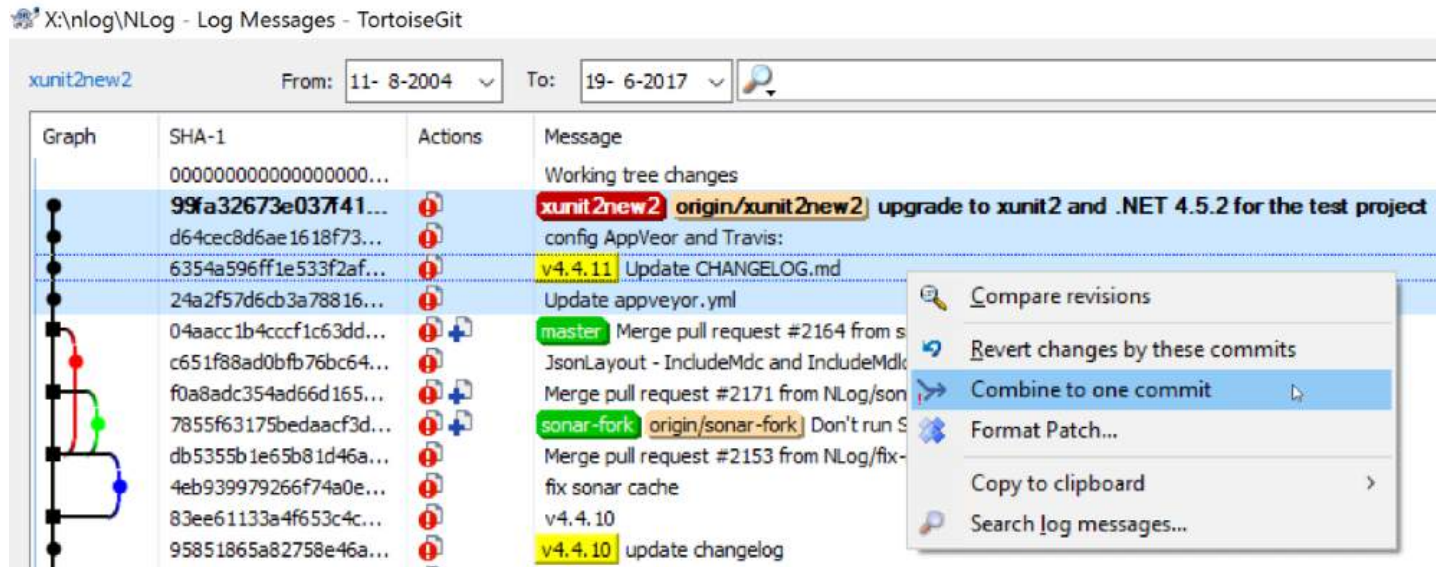 X:\nlog\NLog - Log Messages - TortoiseGit
xunit2new2 From: 11- 8-2004 To: 19- 6-2017
Graph SHA-1 Actions Message
000000000000000000... Working tree changes
99fa32673e037f41... xunit2new2 origin/xunit2new2 upgrade to xunit2 and .NET 4.5.2 for the test project
d64cec8d6ae1618f73... config AppVeor and Travis:
6354a596ff1e533f2af... v4.4.11 Update CHANGELOG.md
24a2f57d6cb3a78816... Update appveyor.yml
04aacc1b4cccf1c63dd... master Merge pull request #2164 from s
c651f88ad0bfb76bc64... JsonLayout - IncludeMdc and IncludeMdlc
f0a8adc354ad66d165... Merge pull request #2171 from NLog/son
7855f63175bedaacf3d... sonar-fork origin/sonar-fork Don't run S
db5355b1e65b81d46a... Merge pull request #2153 from NLog/fix-
4eb939979266f74a0e... fix sonar cache
83ee61133a4f653c4c... v4.4.10
95851865a82758e46a... v4.4.10 update changelog
Compare revisions
Revert changes by these commits
Combine to one commit
Format Patch...
Copy to clipboard
Search log messages...